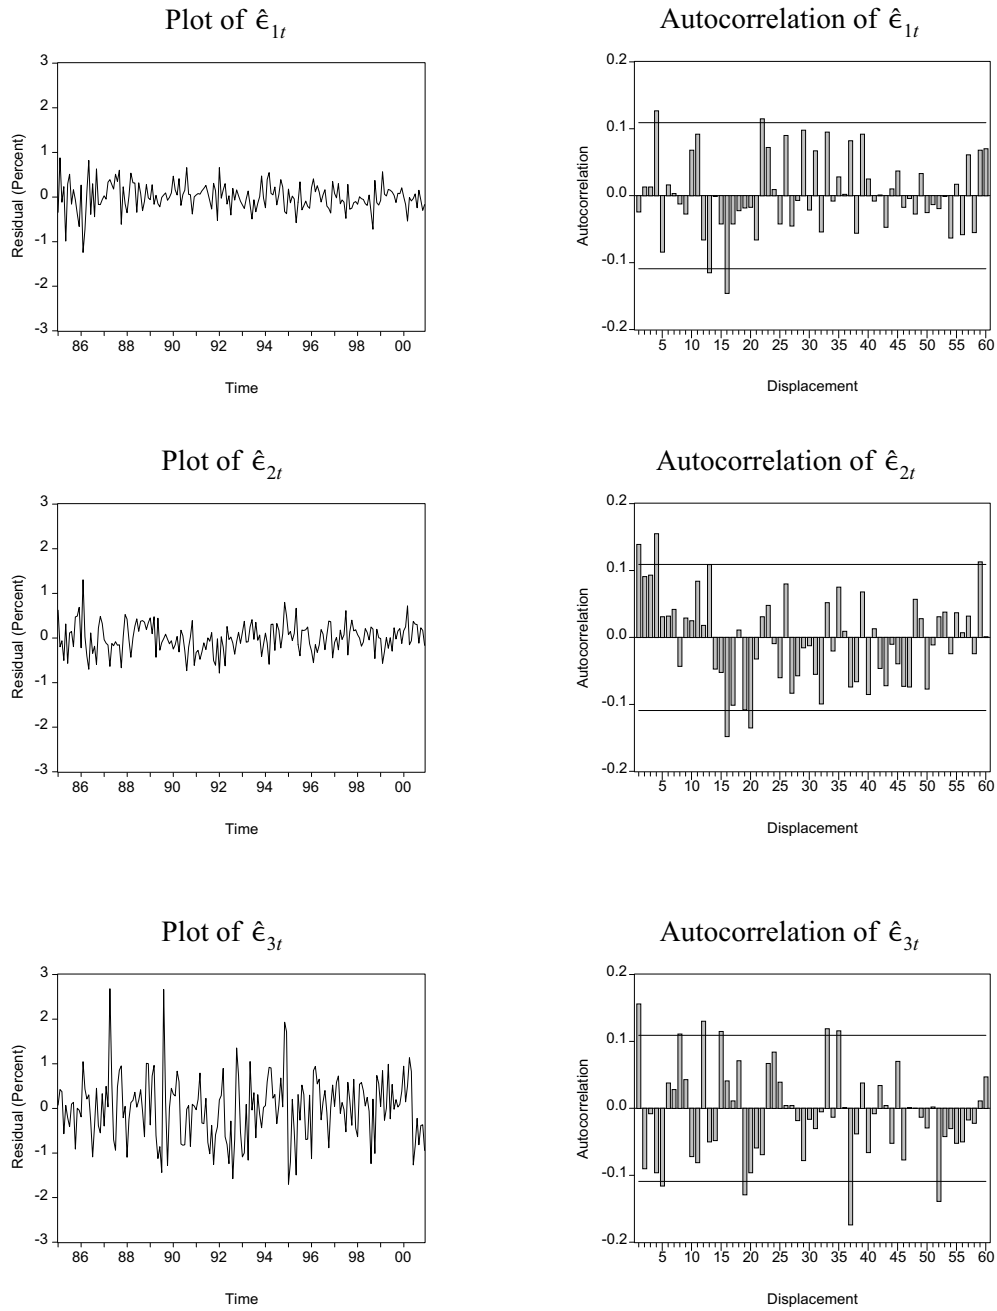 Plot of ε̂1t
Autocorrelation of ε̂1t
3
2
1
0
-1
-2
-3
Residual (Percent)
86 88 90 92 94 96 98 00
Time
0.2
0.1
0.0
-0.1
-0.2
Autocorrelation
5 10 15 20 25 30 35 40 45 50 55 60
Displacement
Plot of ε̂2t
Autocorrelation of ε̂2t
3
2
1
0
-1
-2
-3
Residual (Percent)
86 88 90 92 94 96 98 00
Time
0.2
0.1
0.0
-0.1
-0.2
Autocorrelation
5 10 15 20 25 30 35 40 45 50 55 60
Displacement
Plot of ε̂3t
Autocorrelation of ε̂3t
3
2
1
0
-1
-2
-3
Residual (Percent)
86 88 90 92 94 96 98 00
Time
0.2
0.1
0.0
-0.1
-0.2
Autocorrelation
5 10 15 20 25 30 35 40 45 50 55 60
Displacement